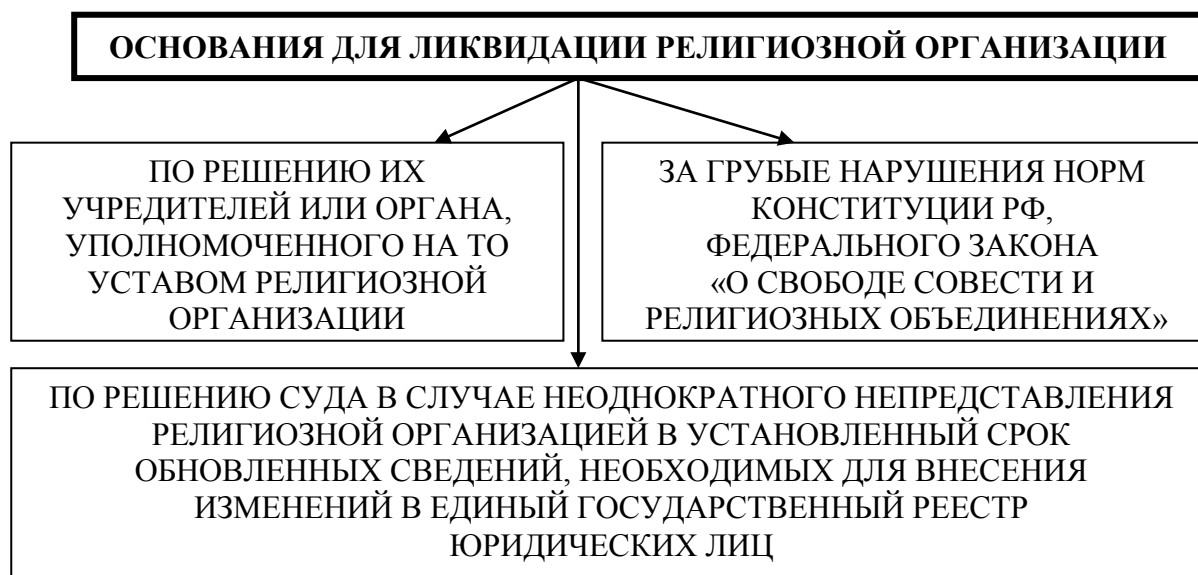 ОСНОВАНИЯ ДЛЯ ЛИКВИДАЦИИ РЕЛИГИОЗНОЙ ОРГАНИЗАЦИИ
ПО РЕШЕНИЮ ИХ
УЧРЕДИТЕЛЕЙ ИЛИ ОРГАНА,
УПОЛНОМОЧЕННОГО НА ТО
УСТАВОМ РЕЛИГИОЗНОЙ
ОРГАНИЗАЦИИ
ЗА ГРУБЫЕ НАРУШЕНИЯ НОРМ
КОНСТИТУЦИИ РФ,
ФЕДЕРАЛЬНОГО ЗАКОНА
«О СВОБОДЕ СОВЕСТИ И
РЕЛИГИОЗНЫХ ОБЪЕДИНЕНИЯХ»
ПО РЕШЕНИЮ СУДА В СЛУЧАЕ НЕОДНОКРАТНОГО НЕПРЕДСТАВЛЕНИЯ
РЕЛИГИОЗНОЙ ОРГАНИЗАЦИЕЙ В УСТАНОВЛЕННЫЙ СРОК
ОБНОВЛЕННЫХ СВЕДЕНИЙ, НЕОБХОДИМЫХ ДЛЯ ВНЕСЕНИЯ
ИЗМЕНЕНИЙ В ЕДИНЫЙ ГОСУДАРСТВЕННЫЙ РЕЕСТР
ЮРИДИЧЕСКИХ ЛИЦ